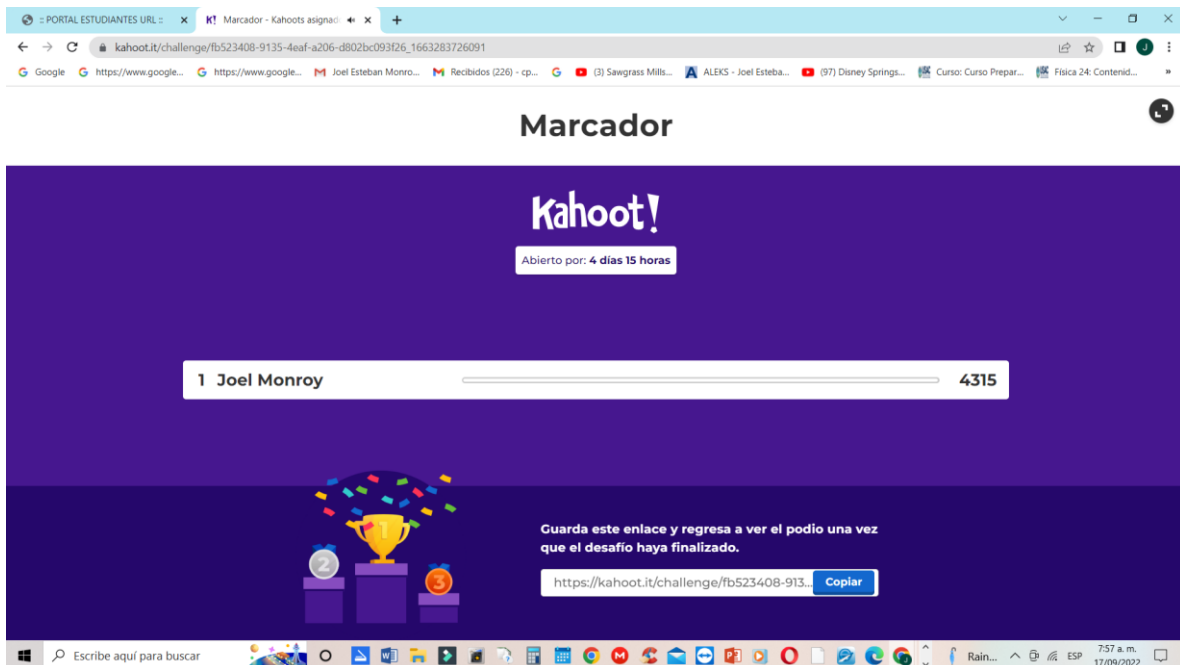 :: PORTAL ESTUDIANTES URL ::
K! Marcador - Kahoots asignad
kahoot.it/challenge/fb523408-9135-4eaf-a206-d802bc093f26_1663283726091
Google https://www.google... https://www.google... Joel Esteban Monro... Recibidos (226) - cp... (3) Sawgrass Mills... ALEKS - Joel Esteba... (97) Disney Springs... Curso: Curso Prepar... Física 24: Contenid... »
Marcador
Kahoot!
Abierto por: 4 días 15 horas
1 Joel Monroy 4315
1
2
3
Guarda este enlace y regresa a ver el podio una vez
que el desafío haya finalizado.
https://kahoot.it/challenge/fb523408-913... Copiar
Escribe aquí para buscar
Rain... ESP 7:57 a. m.
17/09/2022